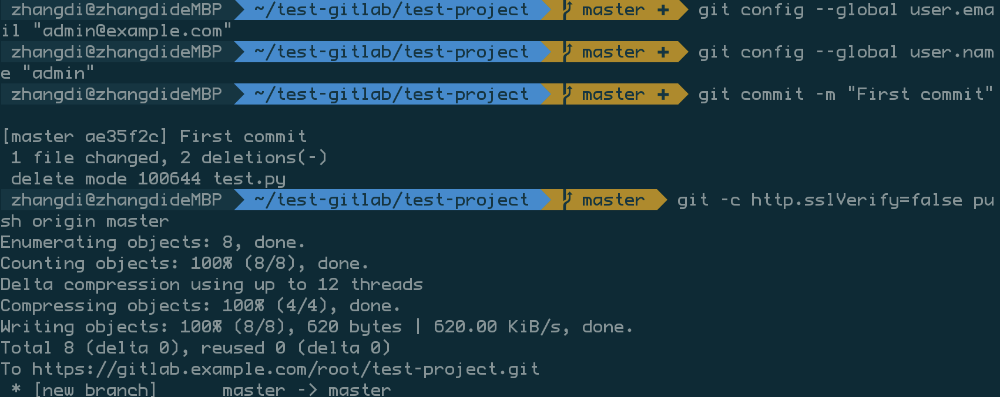 zhangdi@zhangdideMBP ~/test-gitlab/test-project master + git config --global user.ema
il "admin@example.com"
zhangdi@zhangdideMBP ~/test-gitlab/test-project master + git config --global user.nam
e "admin"
zhangdi@zhangdideMBP ~/test-gitlab/test-project master + git commit -m "First commit"
[master ae35f2c] First commit
1 file changed, 2 deletions(-)
delete mode 100644 test.py
zhangdi@zhangdideMBP ~/test-gitlab/test-project master git -c http.sslVerify=false pu
sh origin master
Enumerating objects: 8, done.
Counting objects: 100% (8/8), done.
Delta compression using up to 12 threads
Compressing objects: 100% (4/4), done.
Writing objects: 100% (8/8), 620 bytes | 620.00 KiB/s, done.
Total 8 (delta 0), reused 0 (delta 0)
To https://gitlab.example.com/root/test-project.git
* [new branch] master -> master